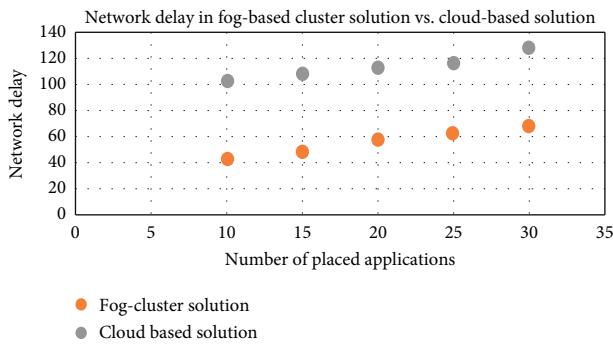 Network delay in fog-based cluster solution vs. cloud-based solution
140
120
100
80
60
40
20
0
Network delay
0 5 10 15 20 25 30 35
Number of placed applications
Fog-cluster solution
Cloud based solution